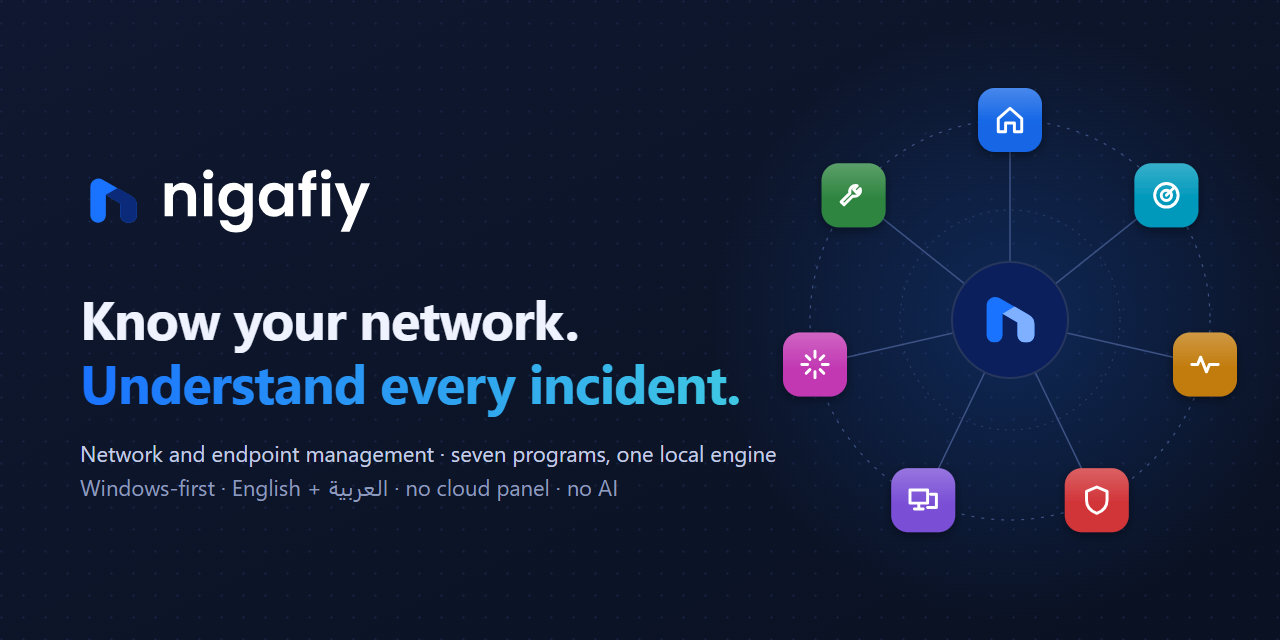 nigafiy
Know your network.
Understand every incident.
Network and endpoint management · seven programs, one local engine
Windows-first · English + العربية · no cloud panel · no AI